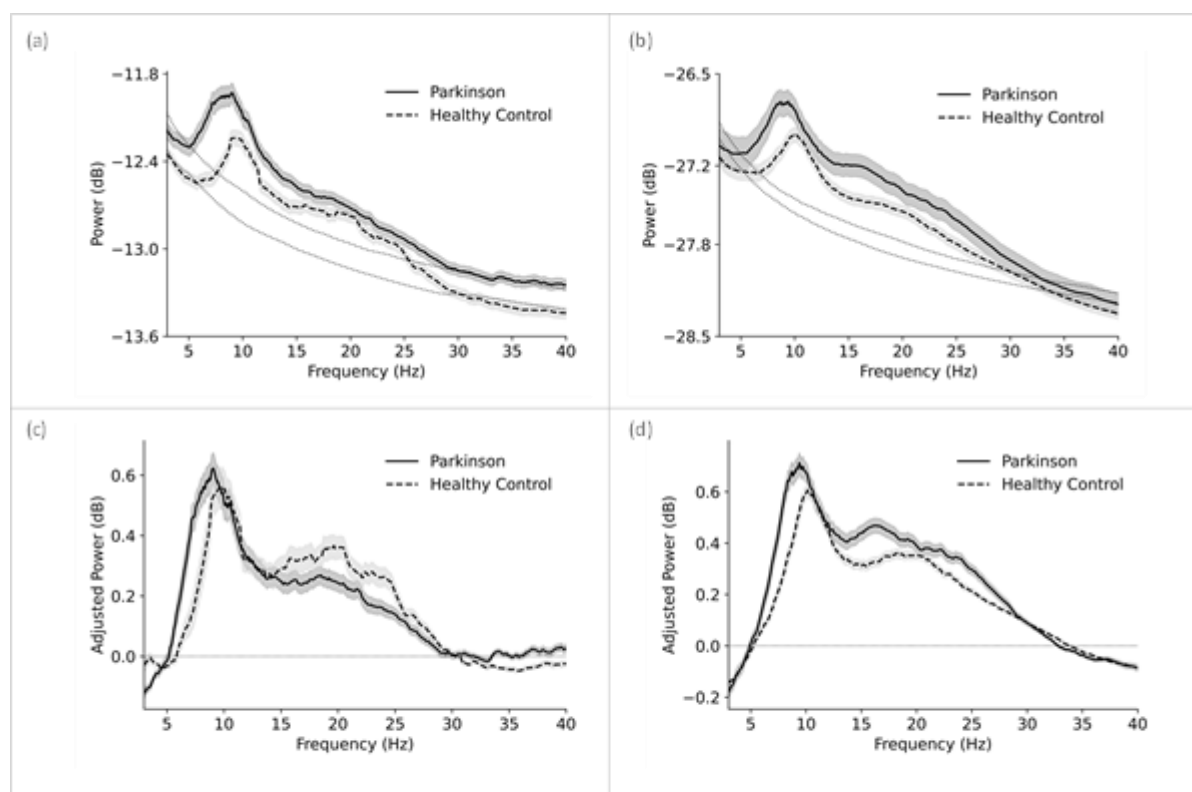 (a)
−11.8
−12.4
−13.0
−13.6
Power (dB)
Parkinson
Healthy Control
5 10 15 20 25 30 35 40
Frequency (Hz)
(b)
−26.5
−27.2
−27.8
−28.5
Power (dB)
Parkinson
Healthy Control
5 10 15 20 25 30 35 40
Frequency (Hz)
(c)
0.6
0.4
0.2
0.0
Adjusted Power (dB)
Parkinson
Healthy Control
5 10 15 20 25 30 35 40
Frequency (Hz)
(d)
0.6
0.4
0.2
0.0
−0.2
Adjusted Power (dB)
Parkinson
Healthy Control
5 10 15 20 25 30 35 40
Frequency (Hz)